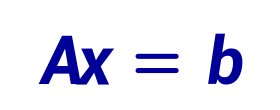 Ax = b